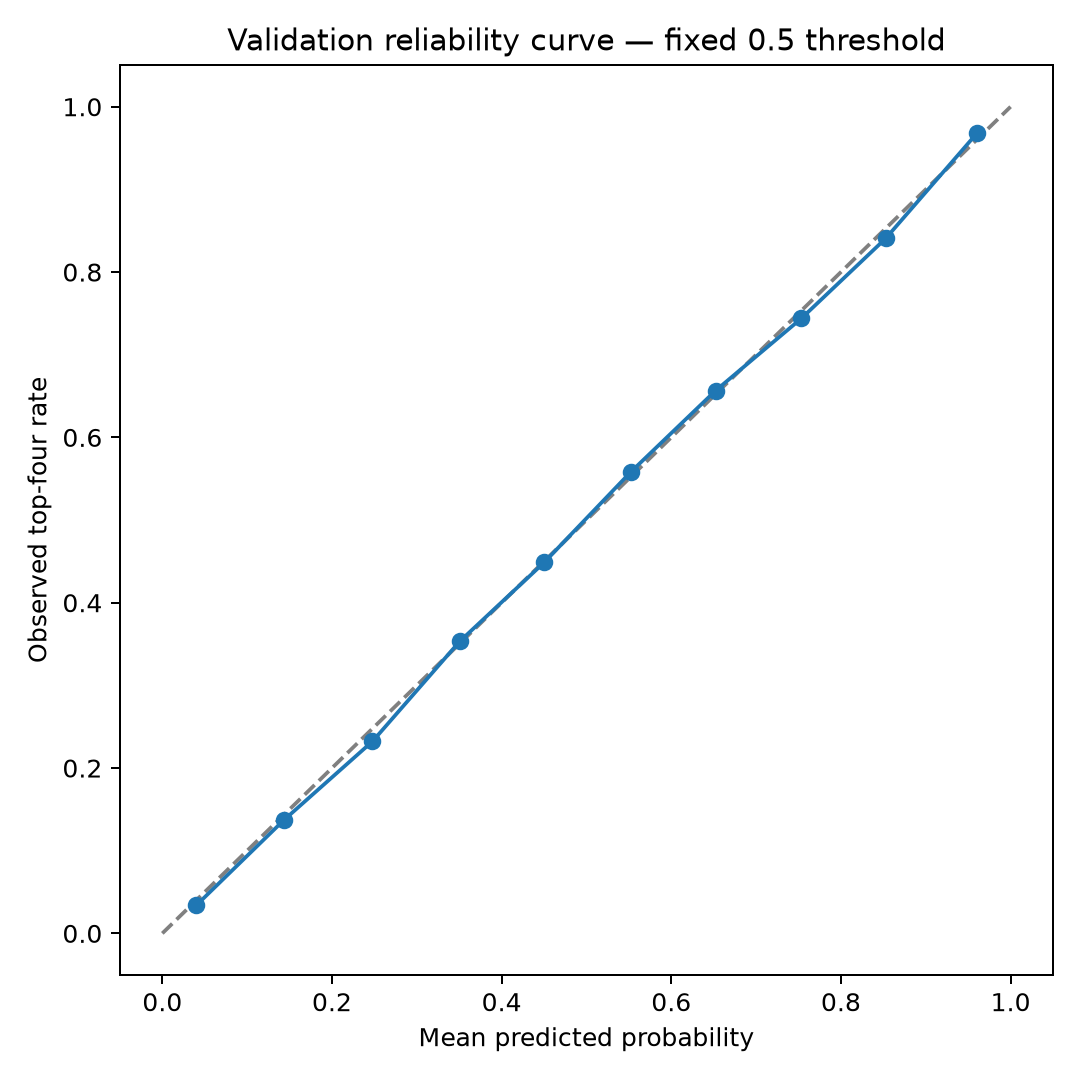 Validation reliability curve — fixed 0.5 threshold
1.0
0.8
0.6
0.4
0.2
0.0
Observed top-four rate
0.0 0.2 0.4 0.6 0.8 1.0
Mean predicted probability